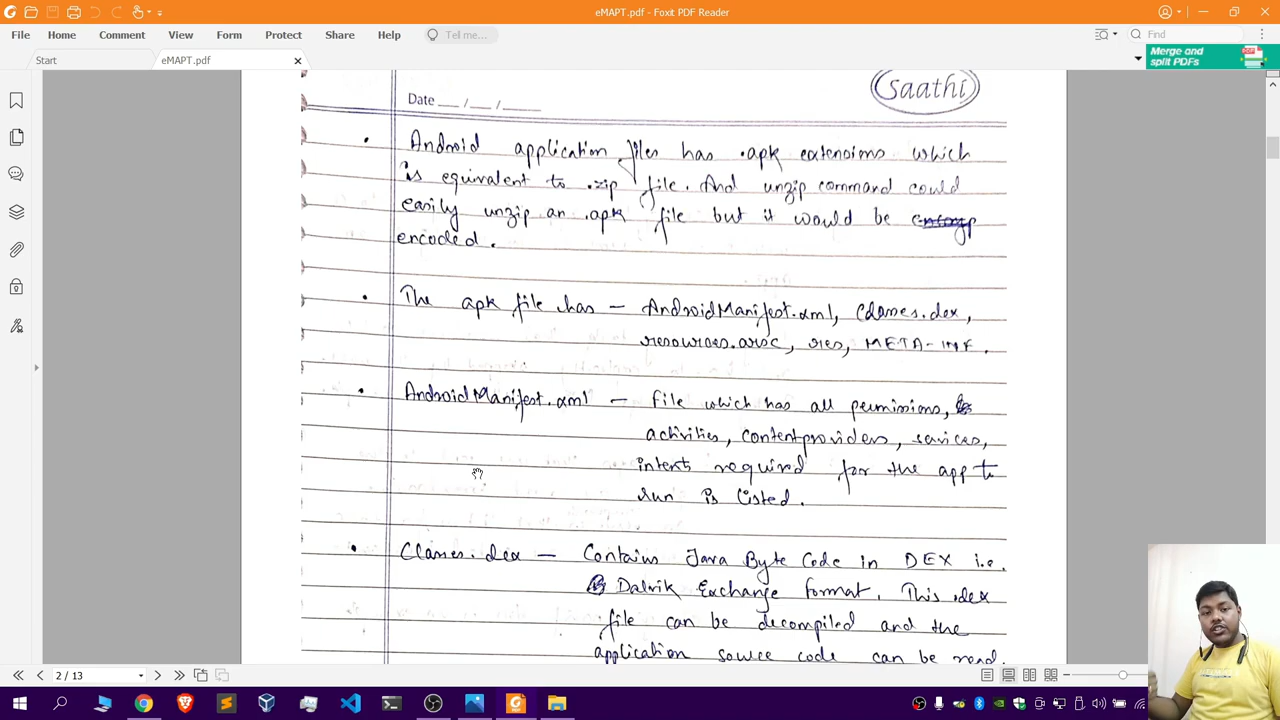 eMAPT.pdf - Foxit PDF Reader
File Home Comment View Form Protect Share Help Tell me... Find
Start eMAPT.pdf
Merge and
split PDFs
Saathi
Date __ / __ / ____
• Android application files has .apk extensions which
is equivalent to .zip file. And unzip command could
easily unzip an .apk file but it would be
encoded.
• The apk file has - AndroidManifest.xml, Classes.dex,
resources.arsc, res, META-INF.
• AndroidManifest.xml - file which has all permissions,
activities, contentproviders, services,
intents required for the app to
run is listed.
• Classes.dex - Contains Java Byte Code in DEX i.e.
Dalvik Exchange format. This .dex
file can be decompiled and the
application source code can be read.
2 / 13